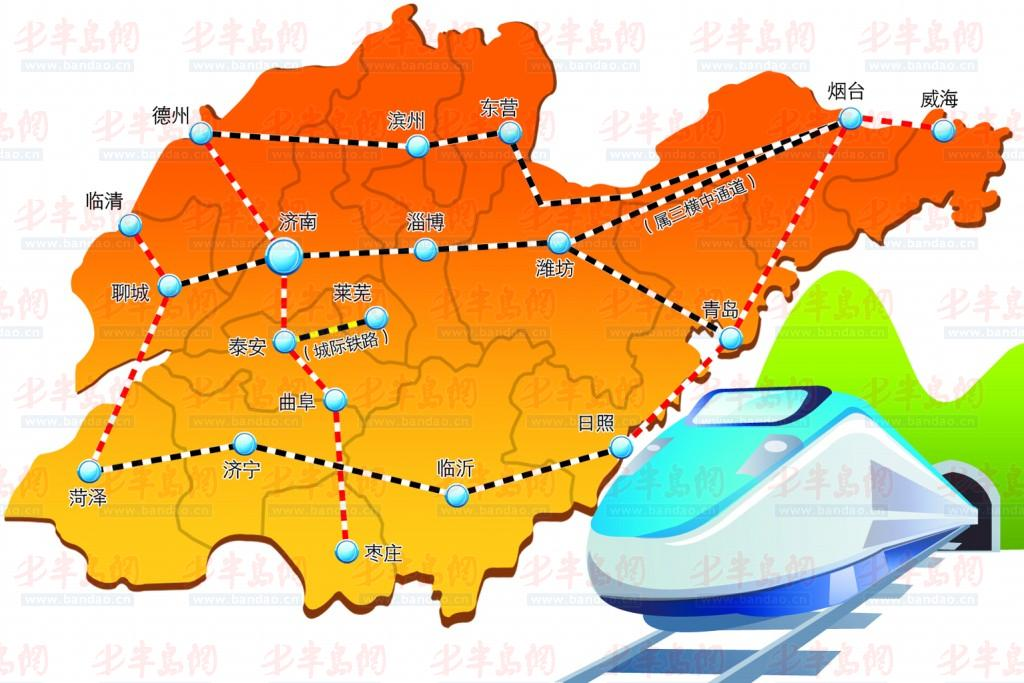 半岛网
www.bandao.cn
烟台
威海
德州
滨州
东营
临清
济南
淄博
(属三横中通道)
潍坊
聊城
莱芜
青岛
泰安
(城际铁路)
曲阜
日照
济宁
临沂
菏泽
枣庄